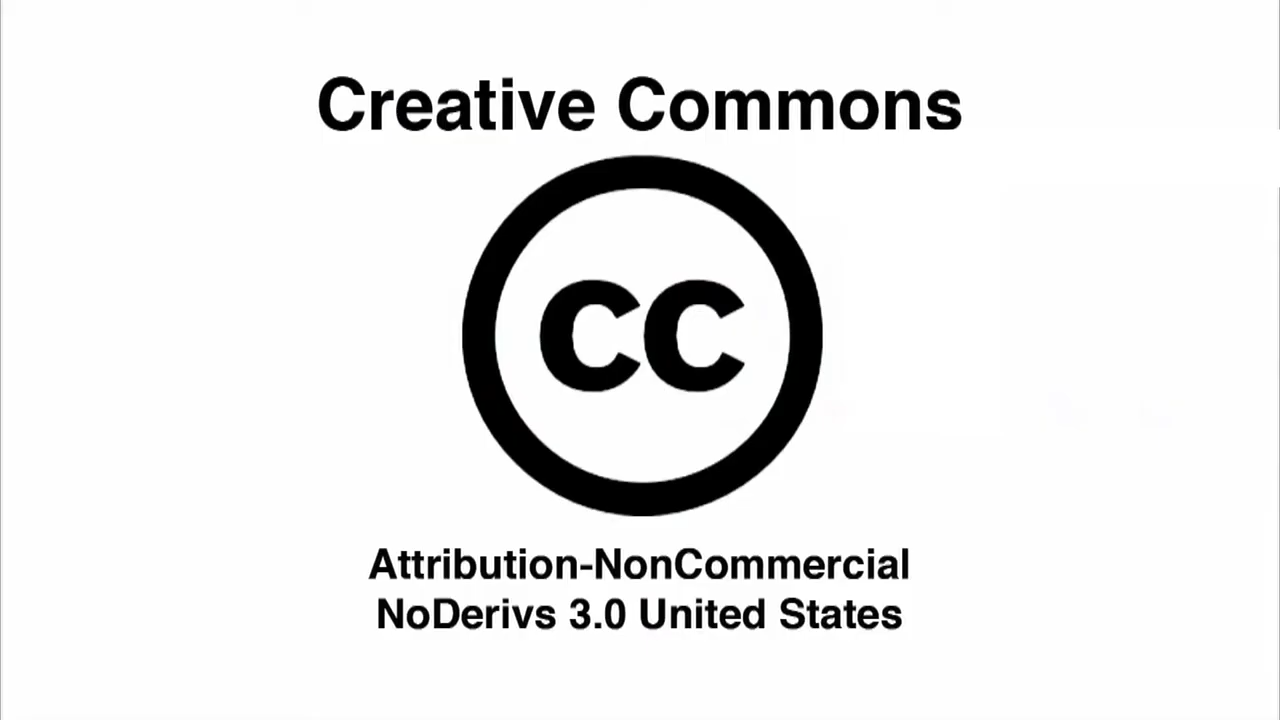 Creative Commons
cc
Attribution-NonCommercial
NoDerivs 3.0 United States